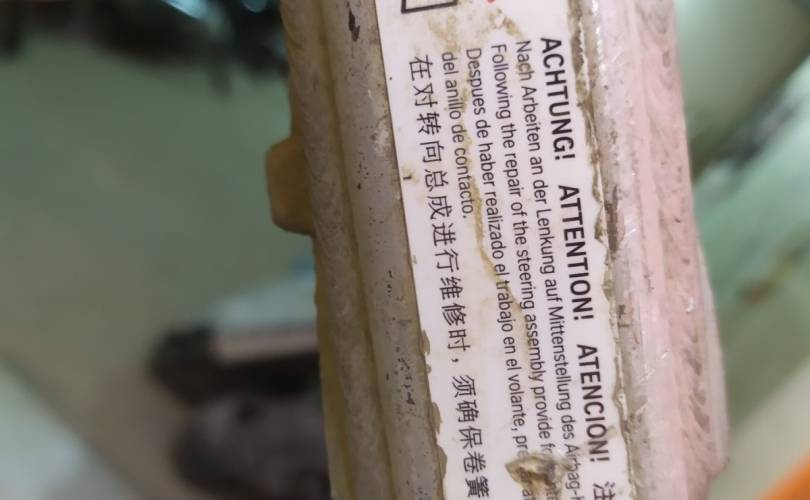 ACHTUNG! ATTENTION! ATENCION! 注
Nach Arbeiten an der Lenkung auf Mittenstellung des Airbag-
Following the repair of the steering assembly provide
Despues de haber realizado el trabajo en el volante,
del anillo de contacto.
在对转向总成进行维修时，须确保卷簧